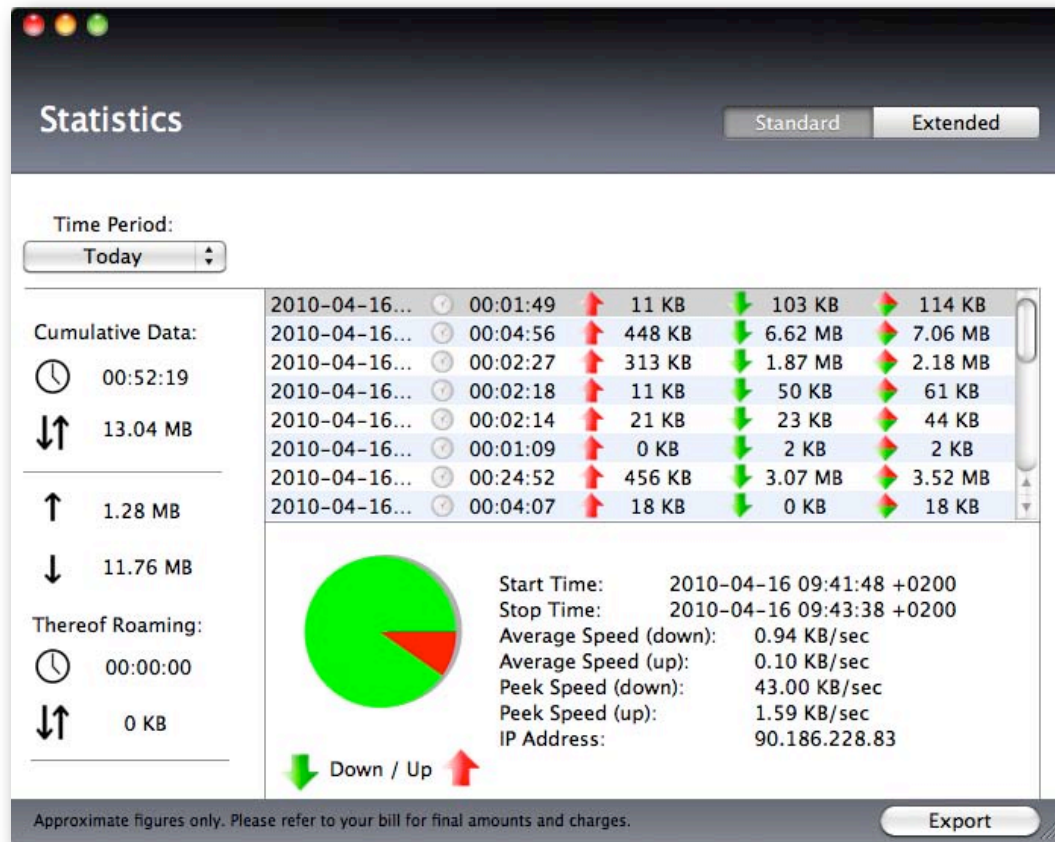 Statistics
Standard Extended
Time Period:
Today
Cumulative Data:
00:52:19
13.04 MB
1.28 MB
11.76 MB
Thereof Roaming:
00:00:00
0 KB
2010-04-16... 00:01:49 11 KB 103 KB 114 KB
2010-04-16... 00:04:56 448 KB 6.62 MB 7.06 MB
2010-04-16... 00:02:27 313 KB 1.87 MB 2.18 MB
2010-04-16... 00:02:18 11 KB 50 KB 61 KB
2010-04-16... 00:02:14 21 KB 23 KB 44 KB
2010-04-16... 00:01:09 0 KB 2 KB 2 KB
2010-04-16... 00:24:52 456 KB 3.07 MB 3.52 MB
2010-04-16... 00:04:07 18 KB 0 KB 18 KB
Down / Up
Start Time: 2010-04-16 09:41:48 +0200
Stop Time: 2010-04-16 09:43:38 +0200
Average Speed (down): 0.94 KB/sec
Average Speed (up): 0.10 KB/sec
Peek Speed (down): 43.00 KB/sec
Peek Speed (up): 1.59 KB/sec
IP Address: 90.186.228.83
Approximate figures only. Please refer to your bill for final amounts and charges.
Export